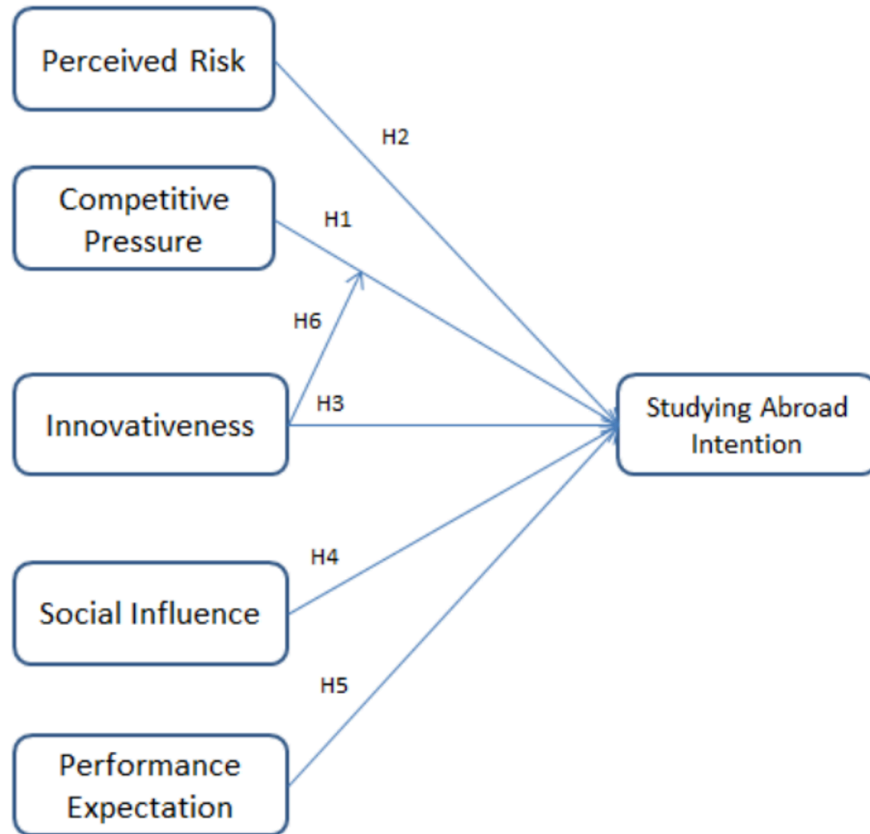 Perceived Risk
H2
Competitive
Pressure
H1
H6
Innovativeness
H3
Studying Abroad
Intention
H4
Social Influence
H5
Performance
Expectation